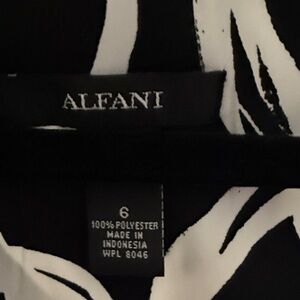 ALFANI
6
100% POLYESTER
MADE IN
INDONESIA
WPL 8046